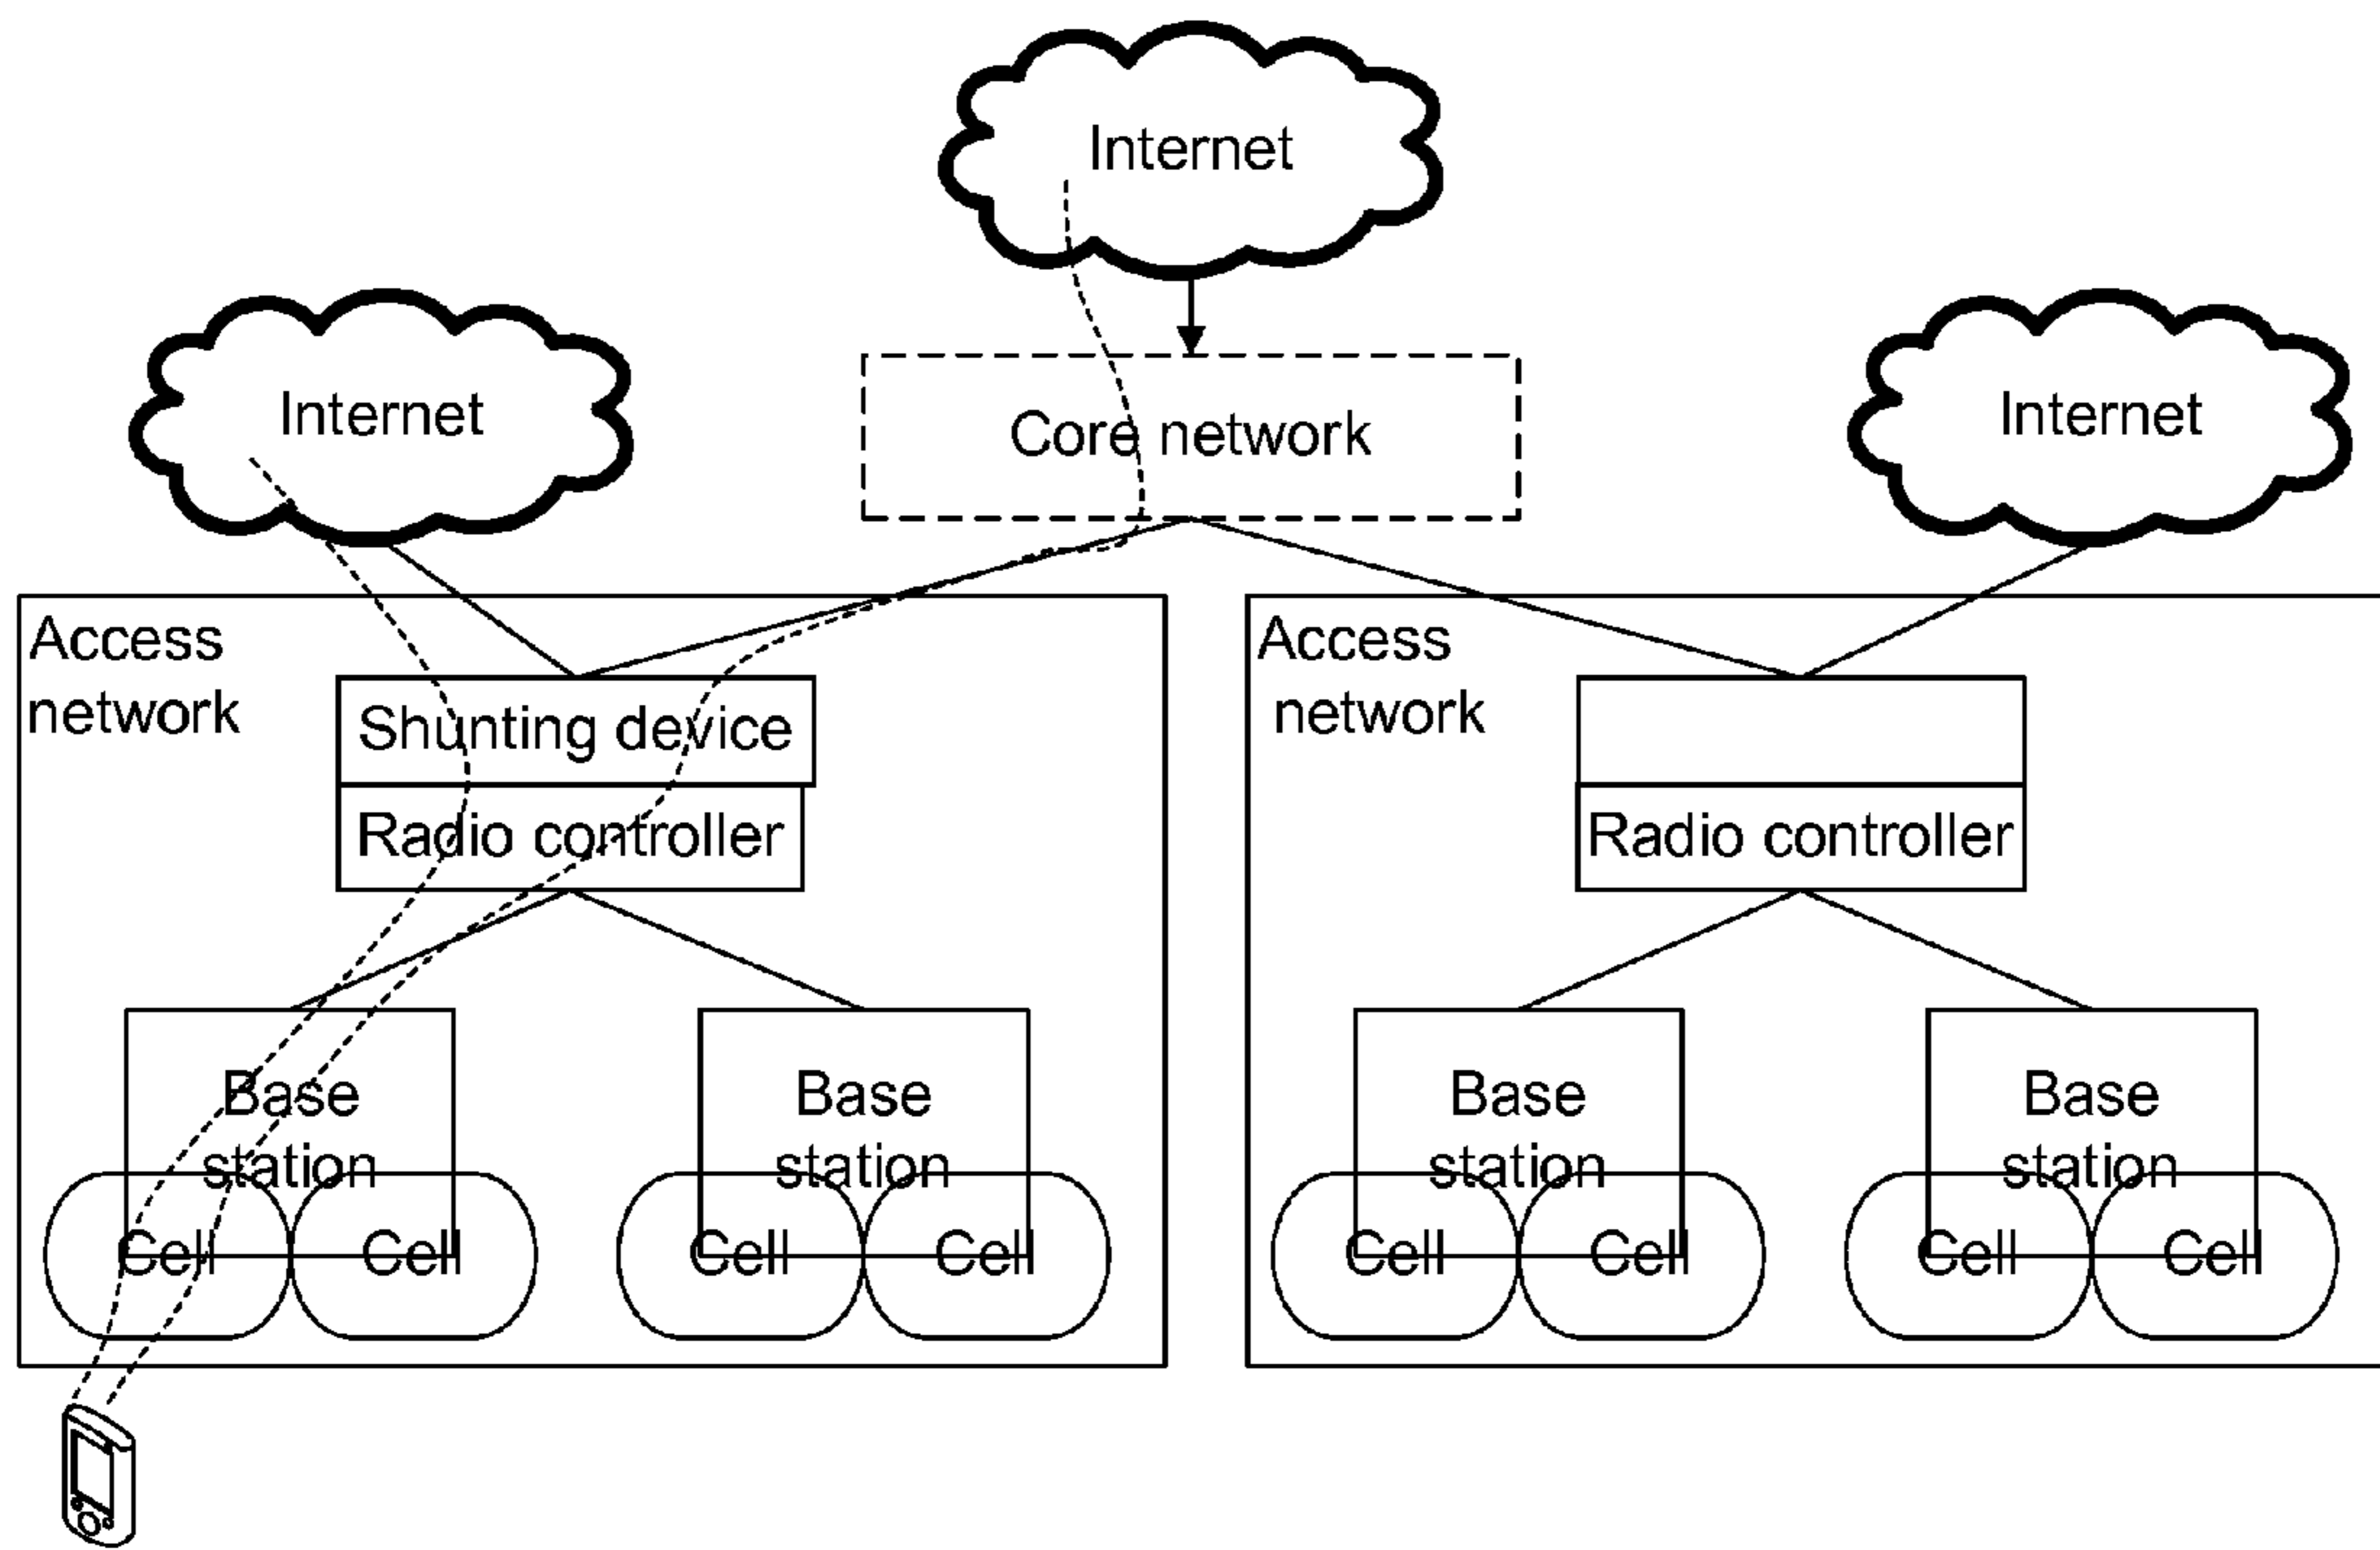 Internet
Internet
Core network
Internet
Access
network
Shunting device
Radio controller
Base
station
Cell
Cell
Base
station
Cell
Cell
Access
network
Radio controller
Base
station
Cell
Cell
Base
station
Cell
Cell